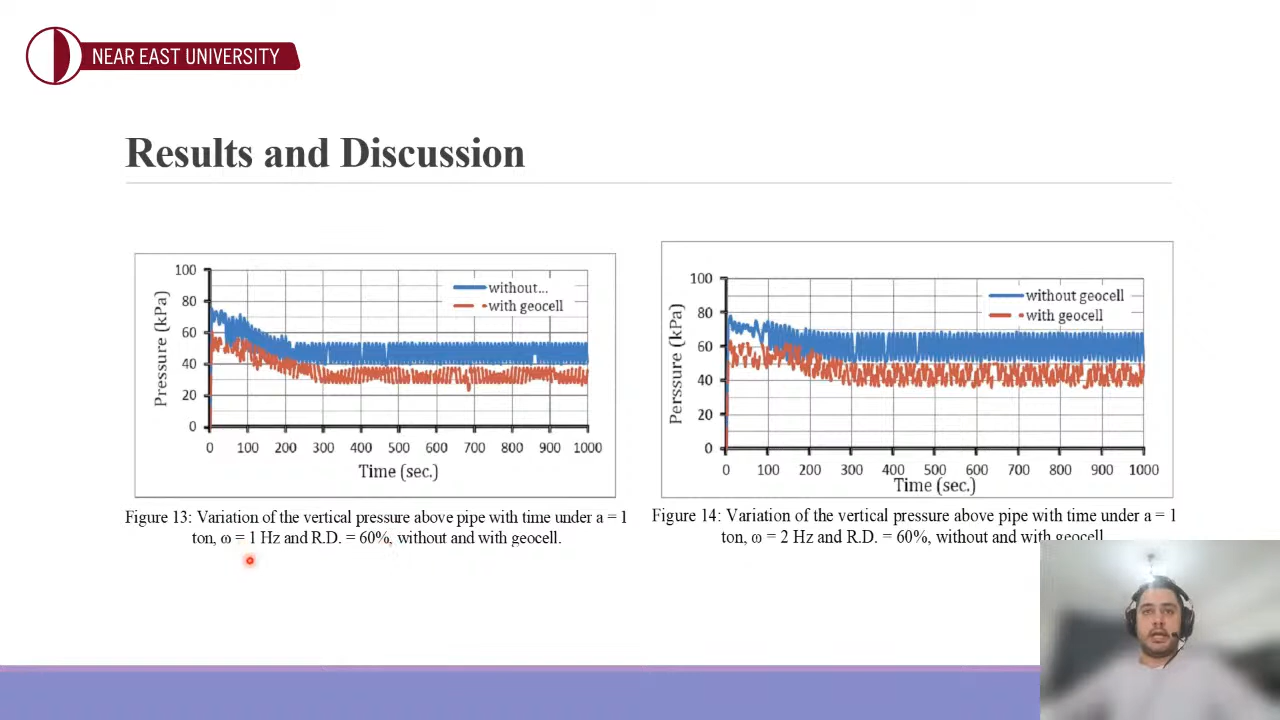 NEAR EAST UNIVERSITY
Results and Discussion
100
80
60
40
20
0
Pressure (kPa)
without...
with geocell
0 100 200 300 400 500 600 700 800 900 1000
Time (sec.)
Figure 13: Variation of the vertical pressure above pipe with time under a = 1
ton, ω = 1 Hz and R.D. = 60%, without and with geocell.
100
80
60
40
20
0
Perssure (kPa)
without geocell
with geocell
0 100 200 300 400 500 600 700 800 900 1000
Time (sec.)
Figure 14: Variation of the vertical pressure above pipe with time under a = 1
ton, ω = 2 Hz and R.D. = 60%, without and with geocell